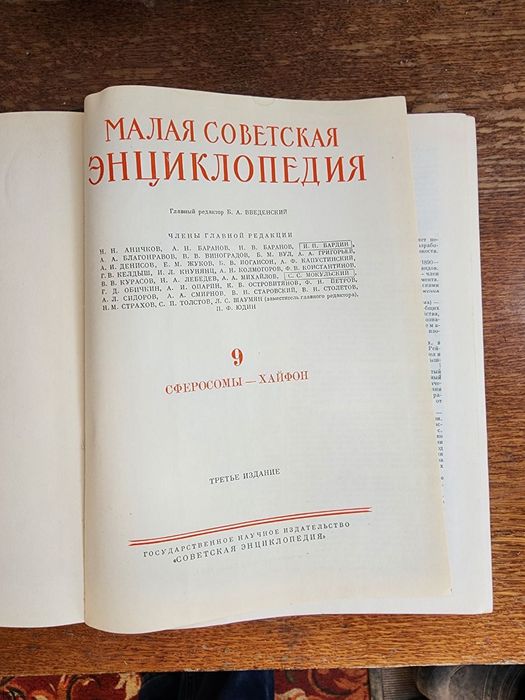 МАЛАЯ СОВЕТСКАЯ
ЭНЦИКЛОПЕДИЯ
Главный редактор Б. А. ВВЕДЕНСКИЙ
ЧЛЕНЫ ГЛАВНОЙ РЕДАКЦИИ
Н. Н. АНИЧКОВ, А. И. БАРАНОВ, Н. В. БАРАНОВ, И. П. БАРДИН,
А. А. БЛАГОНРАВОВ, В. В. ВИНОГРАДОВ, Б. М. ВУЛ, А. А. ГРИГОРЬЕВ,
А. И. ДЕНИСОВ, Е. М. ЖУКОВ, Б. В. ИОГАНСОН, А. Ф. КАПУСТИНСКИЙ,
Г. В. КЕЛДЫШ, И. Л. КНУНЯНЦ, А. Н. КОЛМОГОРОВ, Ф. В. КОНСТАНТИНОВ,
В. В. КУРАСОВ, Н. А. ЛЕБЕДЕВ, А. А. МИХАЙЛОВ, С. С. МОКУЛЬСКИЙ,
Г. Д. ОБИЧКИН, А. И. ОПАРИН, К. В. ОСТРОВИТЯНОВ, Ф. Н. ПЕТРОВ,
А. Л. СИДОРОВ, А. А. СМИРНОВ, В. Н. СТАРОВСКИЙ, В. Н. СТОЛЕТОВ,
Н. М. СТРАХОВ, С. П. ТОЛСТОВ, Л. С. ШАУМЯН (заместитель главного редактора),
П. Ф. ЮДИН
9
СФЕРОСОМЫ — ХАЙФОН
ТРЕТЬЕ ИЗДАНИЕ
ГОСУДАРСТВЕННОЕ НАУЧНОЕ ИЗДАТЕЛЬСТВО
«СОВЕТСКАЯ ЭНЦИКЛОПЕДИЯ»